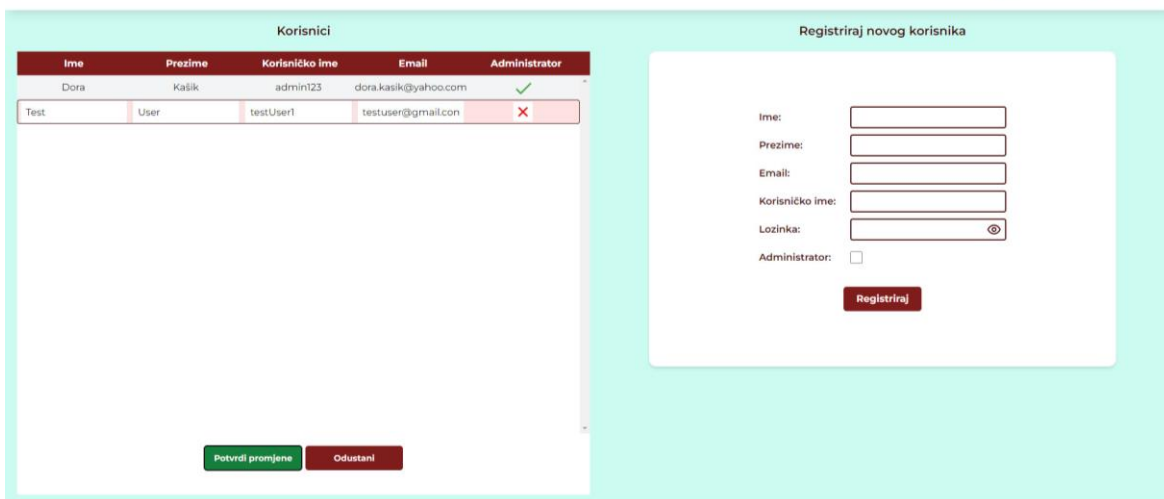 Korisnici
Ime Prezime Korisničko ime Email Administrator
Dora Kašik admin123 dora.kasik@yahoo.com
Test User testUser1 testuser@gmail.con
Potvrdi promjene Odustani
Registriraj novog korisnika
Ime:
Prezime:
Email:
Korisničko ime:
Lozinka:
Administrator:
Registriraj